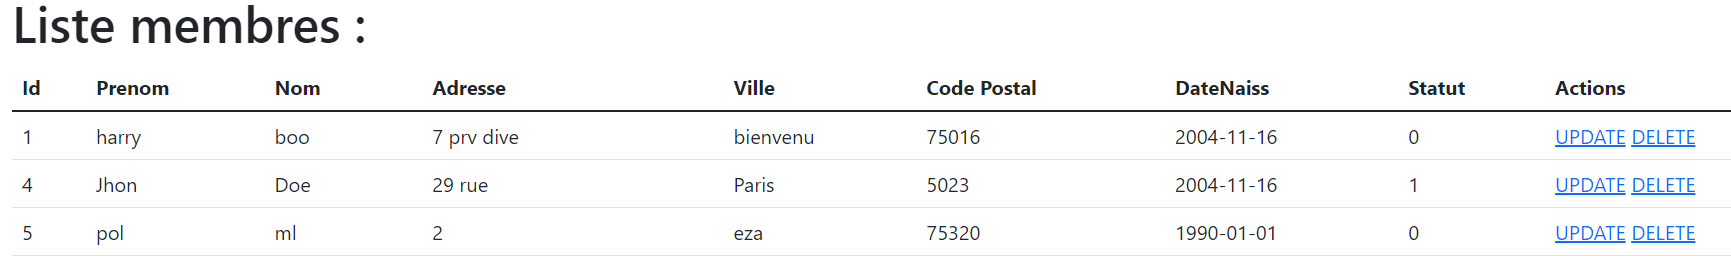 Liste membres :
Id Prenom Nom Adresse Ville Code Postal DateNaiss Statut Actions
1 harry boo 7 prv dive bienvenu 75016 2004-11-16 0 UPDATE DELETE
4 Jhon Doe 29 rue Paris 5023 2004-11-16 1 UPDATE DELETE
5 pol ml 2 eza 75320 1990-01-01 0 UPDATE DELETE